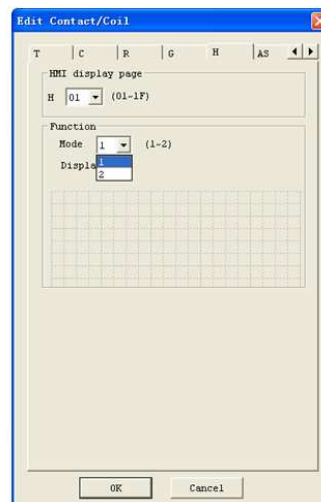 Edit Contact/Coil
T C R G H AS
HMI display page
H 01 (01-1F)
Function
Mode 1 (1-2)
Displa
1
2
OK Cancel